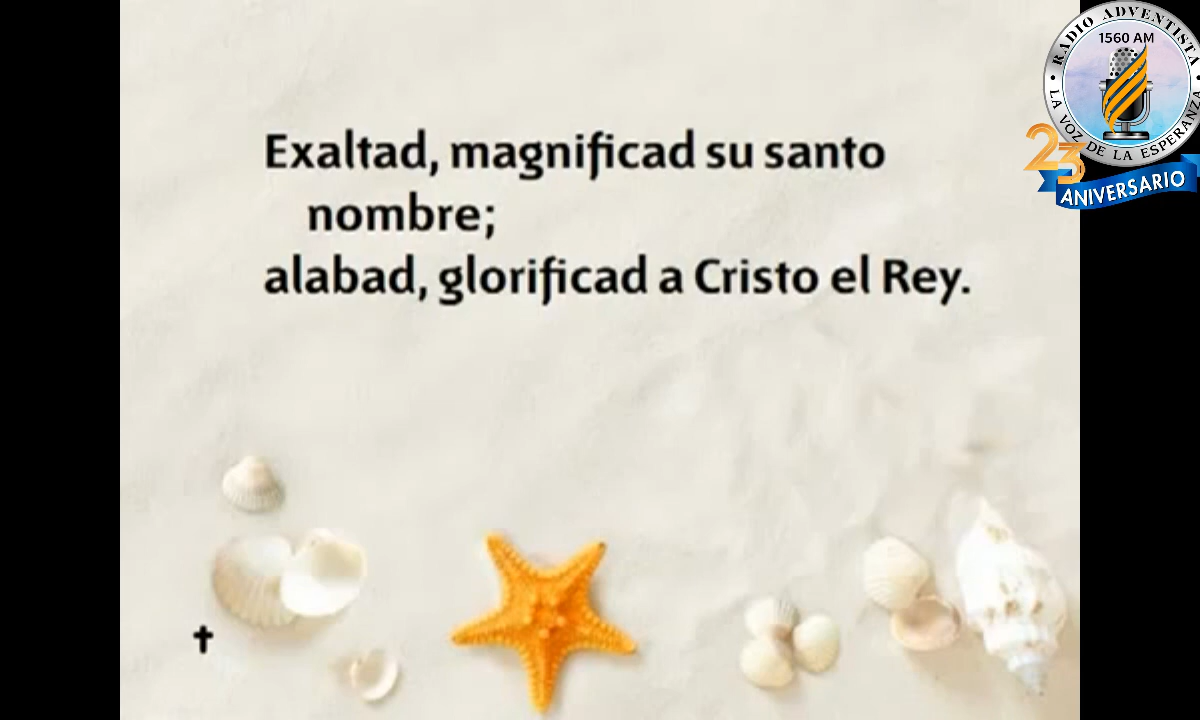 Exaltad, magnificad su santo
nombre;
alabad, glorificad a Cristo el Rey.
✝
RADIO ADVENTISTA
1560 AM
LA VOZ DE LA ESPERANZA
23
ANIVERSARIO